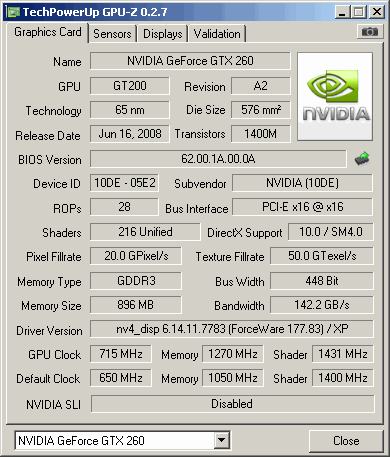 TechPowerUp GPU-Z 0.2.7
Graphics Card Sensors Displays Validation
Name NVIDIA GeForce GTX 260
GPU GT200 Revision A2
Technology 65 nm Die Size 576 mm²
Release Date Jun 16, 2008 Transistors 1400M
NVIDIA
BIOS Version 62.00.1A.00.0A
Device ID 10DE - 05E2 Subvendor NVIDIA (10DE)
ROPs 28 Bus Interface PCI-E x16 @ x16
Shaders 216 Unified DirectX Support 10.0 / SM4.0
Pixel Fillrate 20.0 GPixel/s Texture Fillrate 50.0 GTexel/s
Memory Type GDDR3 Bus Width 448 Bit
Memory Size 896 MB Bandwidth 142.2 GB/s
Driver Version nv4_disp 6.14.11.7783 (ForceWare 177.83) / XP
GPU Clock 715 MHz Memory 1270 MHz Shader 1431 MHz
Default Clock 650 MHz Memory 1050 MHz Shader 1400 MHz
NVIDIA SLI Disabled
NVIDIA GeForce GTX 260 Close